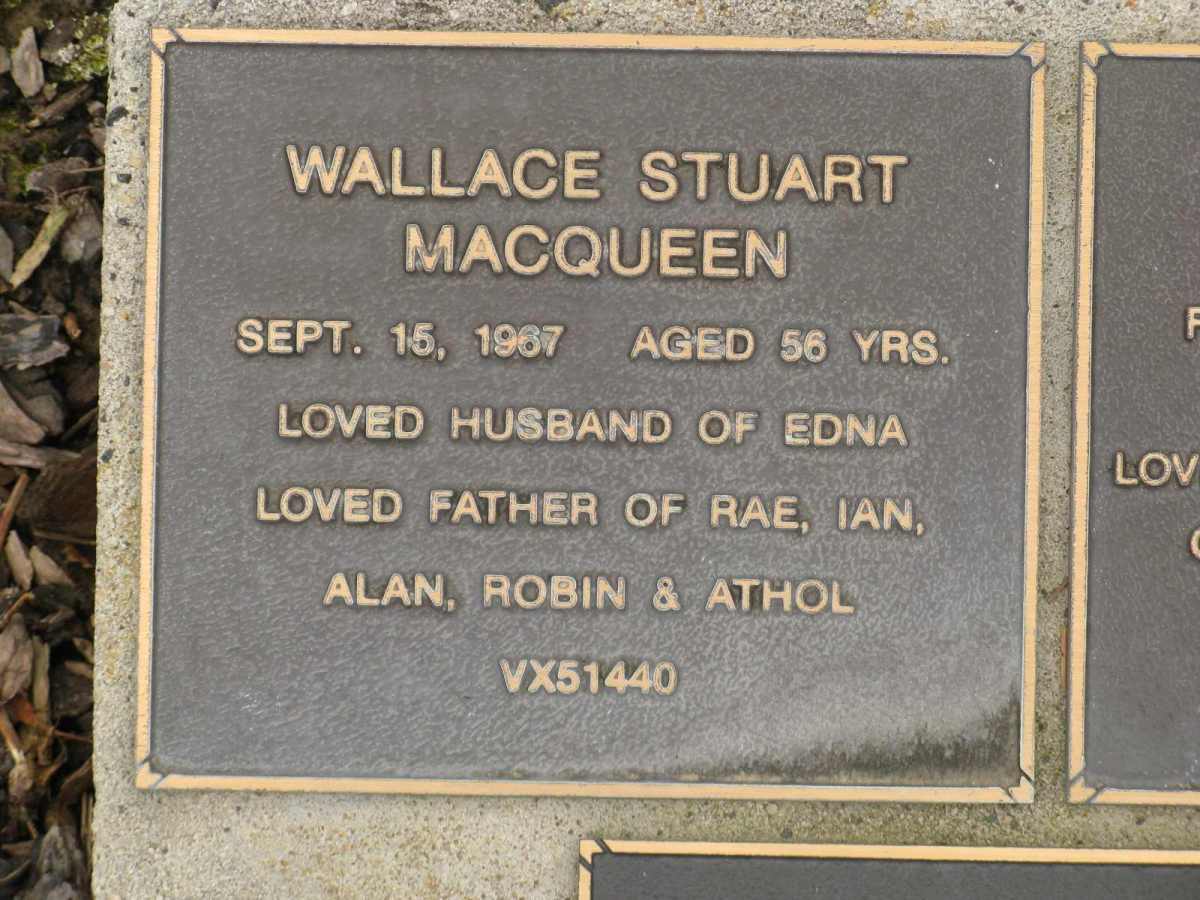 WALLACE STUART
MACQUEEN
SEPT. 15, 1967 AGED 56 YRS.
LOVED HUSBAND OF EDNA
LOVED FATHER OF RAE, IAN,
ALAN, ROBIN & ATHOL
VX51440